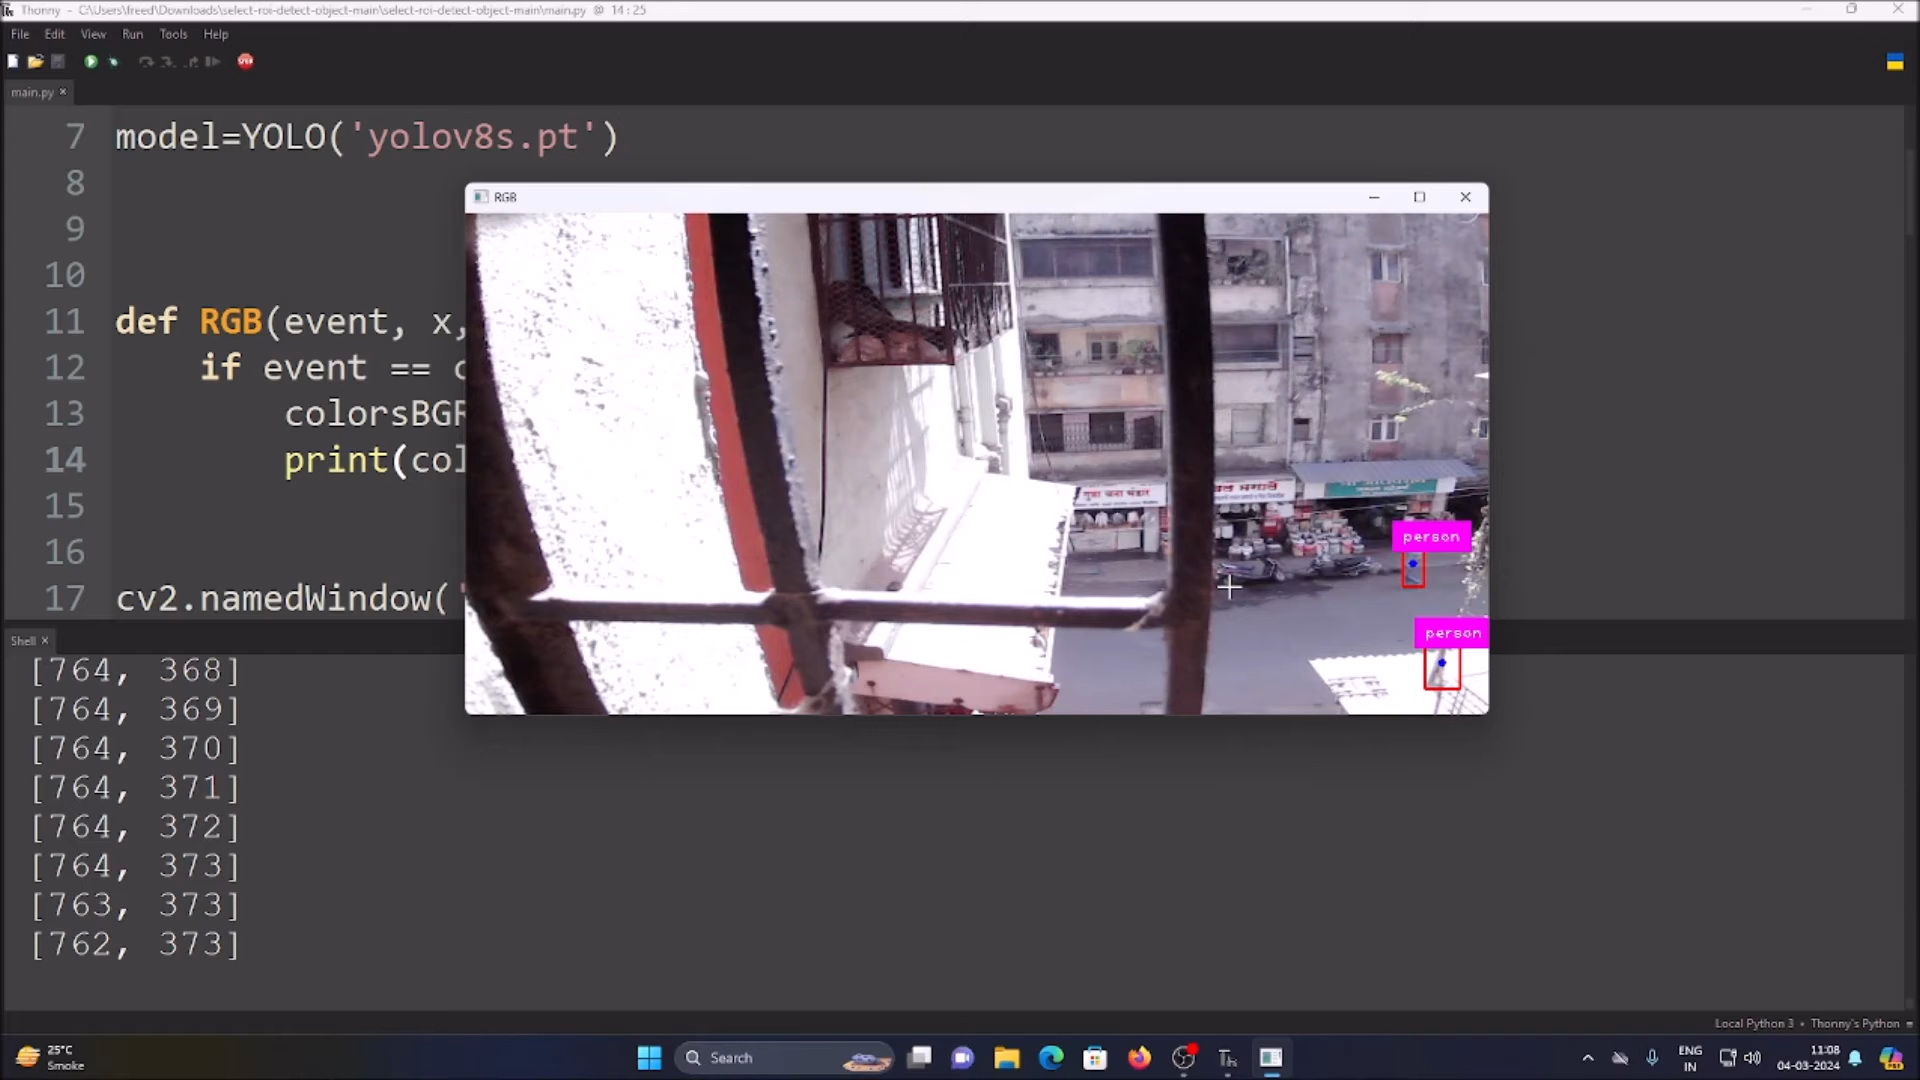 Thonny - C:\Users\freed\Downloads\select-roi-detect-object-main\select-roi-detect-object-main\main.py @ 14:25
File Edit View Run Tools Help
main.py ×
7 model=YOLO('yolov8s.pt')
8
RGB
9
10
11 def RGB(event, x,
12 if event == c
13 colorsBGR
14 print(col
15
16
17 cv2.namedWindow('
person
person
Shell ×
[764, 368]
[764, 369]
[764, 370]
[764, 371]
[764, 372]
[764, 373]
[763, 373]
[762, 373]
Local Python 3 • Thonny's Python
25°C
Smoke
Search
ENG
IN
11:08
04-03-2024